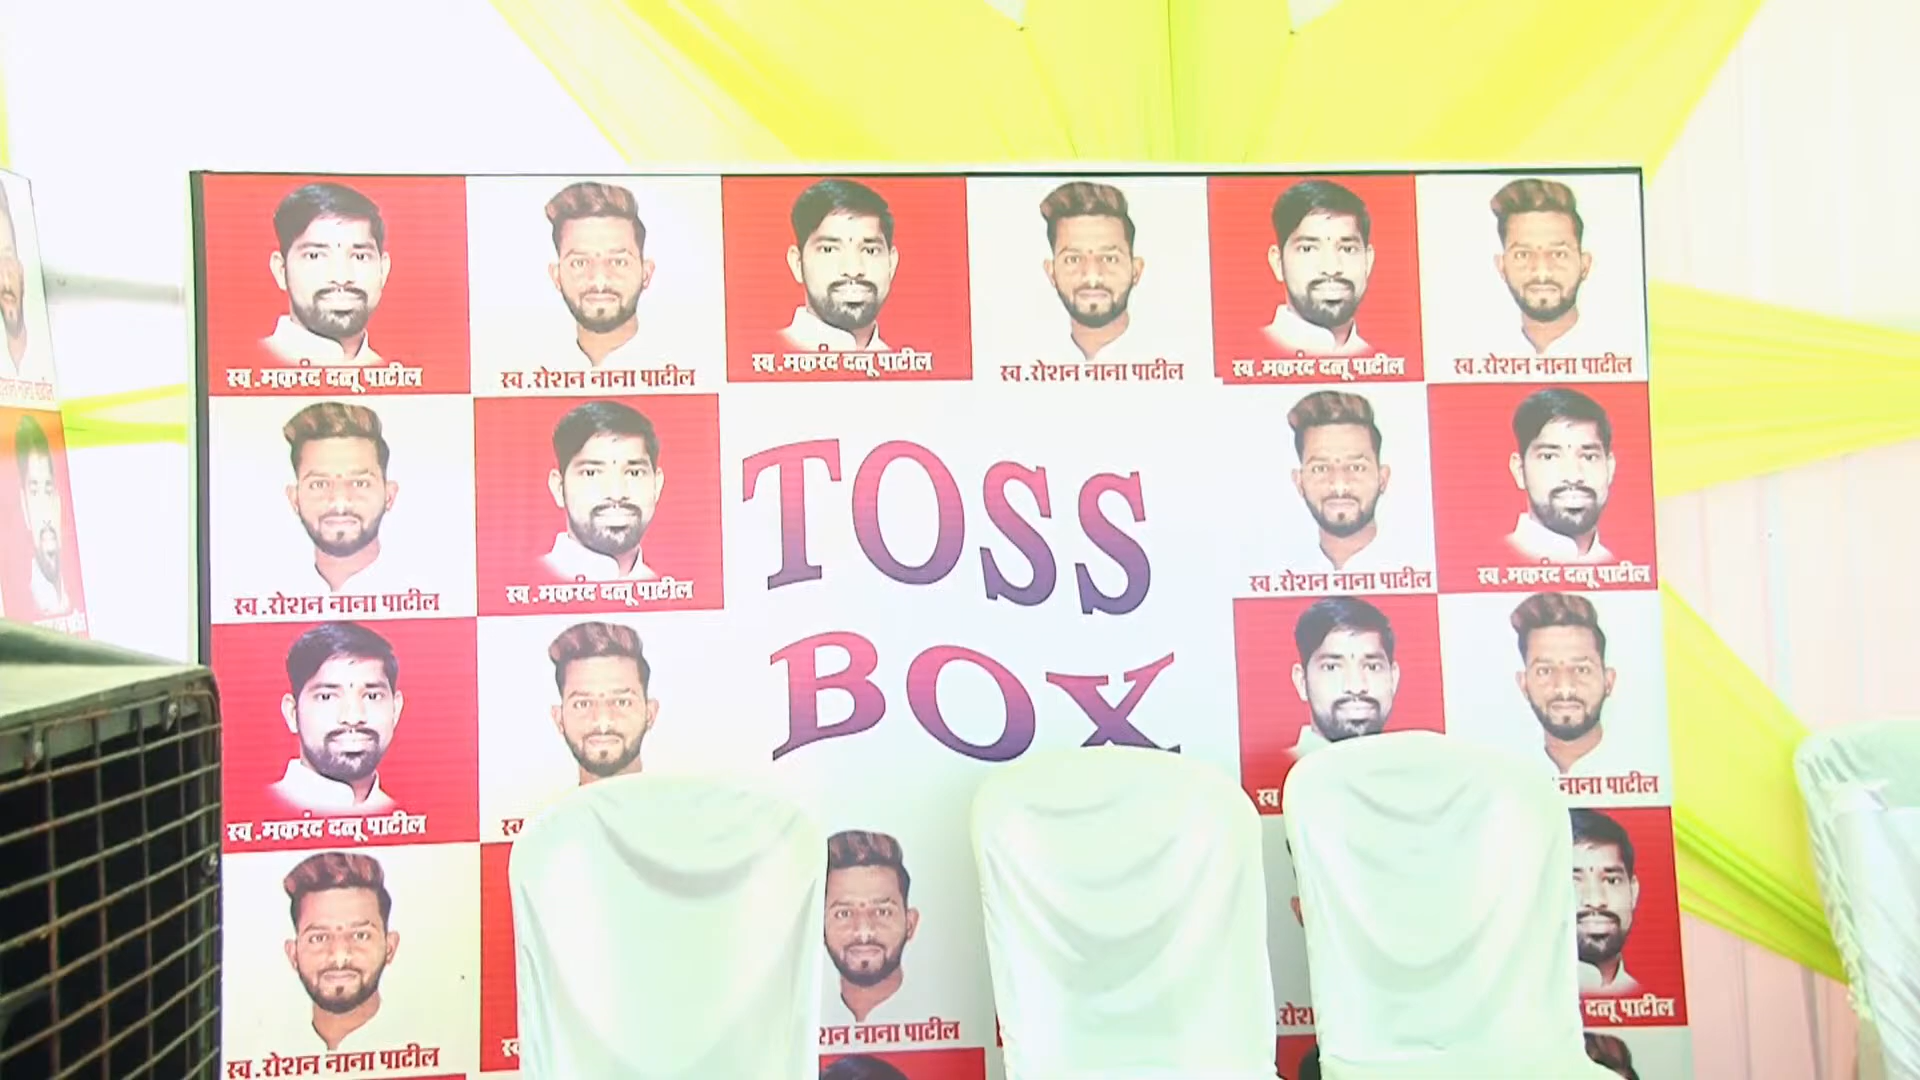 स्व.मकरंद दत्तू पाटील
स्व.रोशन नाना पाटील
स्व.मकरंद दत्तू पाटील
स्व.रोशन नाना पाटील
स्व.मकरंद दत्तू पाटील
स्व.रोशन नाना पाटील
स्व.रोशन नाना पाटील
स्व.मकरंद दत्तू पाटील
TOSS
BOX
स्व.रोशन नाना पाटील
स्व.मकरंद दत्तू पाटील
स्व.मकरंद दत्तू पाटील
स्व
स्व
नाना पाटील
स्व.रोशन नाना पाटील
नाना पाटील
दत्तू पाटील